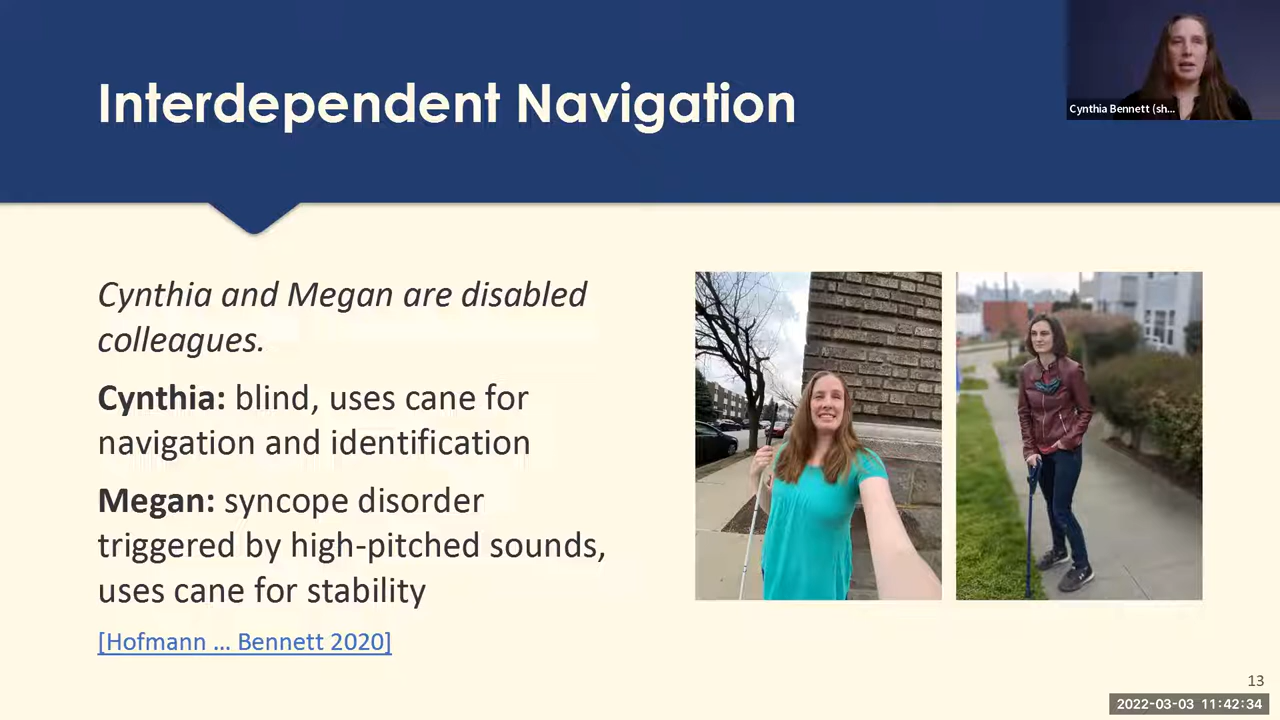 Interdependent Navigation
Cynthia Bennett (sh...
Cynthia and Megan are disabled
colleagues.
Cynthia: blind, uses cane for
navigation and identification
Megan: syncope disorder
triggered by high-pitched sounds,
uses cane for stability
[Hofmann ... Bennett 2020]
13
2022-03-03 11:42:34